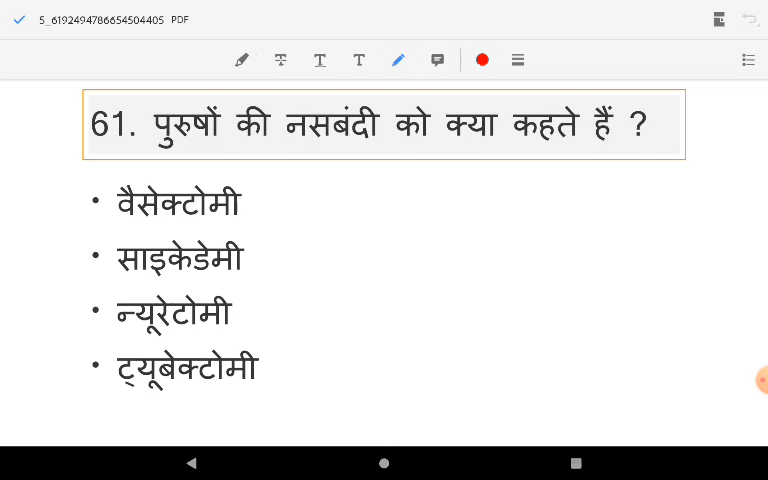 5_6192494786654504405 PDF
61. पुरुषों की नसबंदी को क्या कहते हैं ?
• वैसेक्टोमी
• साइकेडेमी
• न्यूरेटोमी
• ट्यूबेक्टोमी